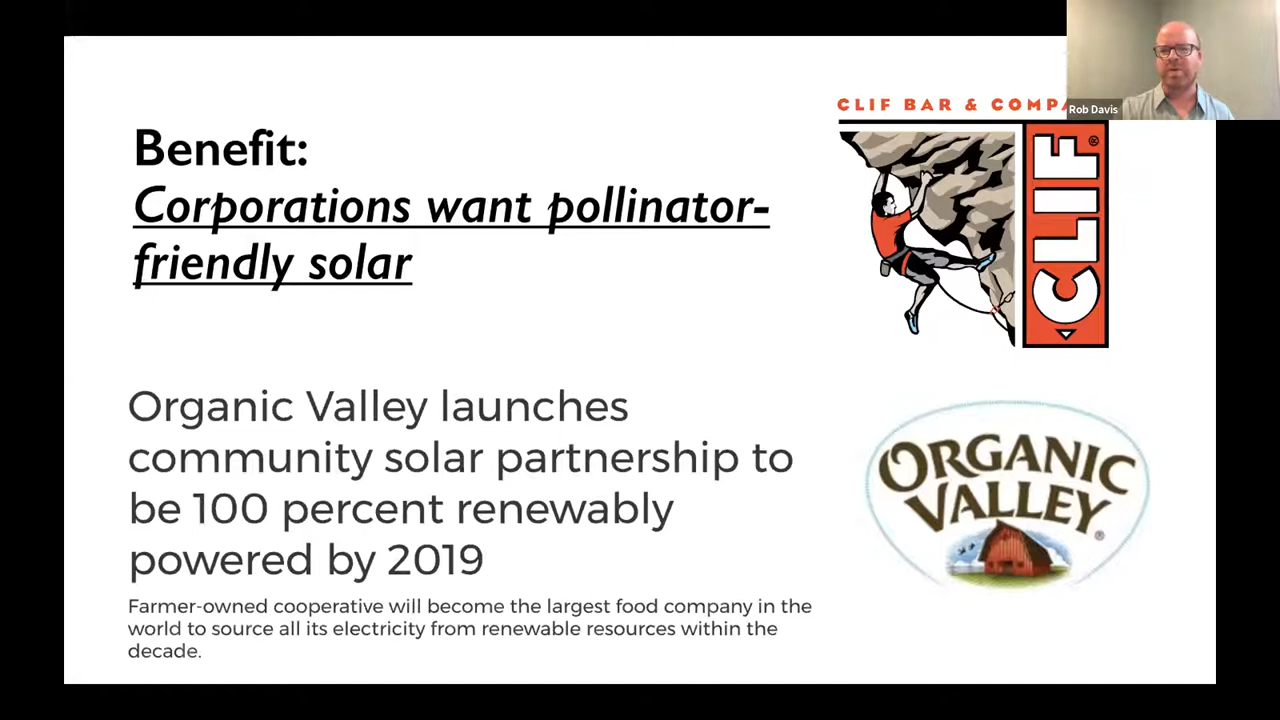 CLIF BAR & COMPA
Rob Davis
Benefit:
Corporations want pollinator-
friendly solar
CLIF®
Organic Valley launches
community solar partnership to
be 100 percent renewably
powered by 2019
Farmer-owned cooperative will become the largest food company in the
world to source all its electricity from renewable resources within the
decade.
ORGANIC
VALLEY®